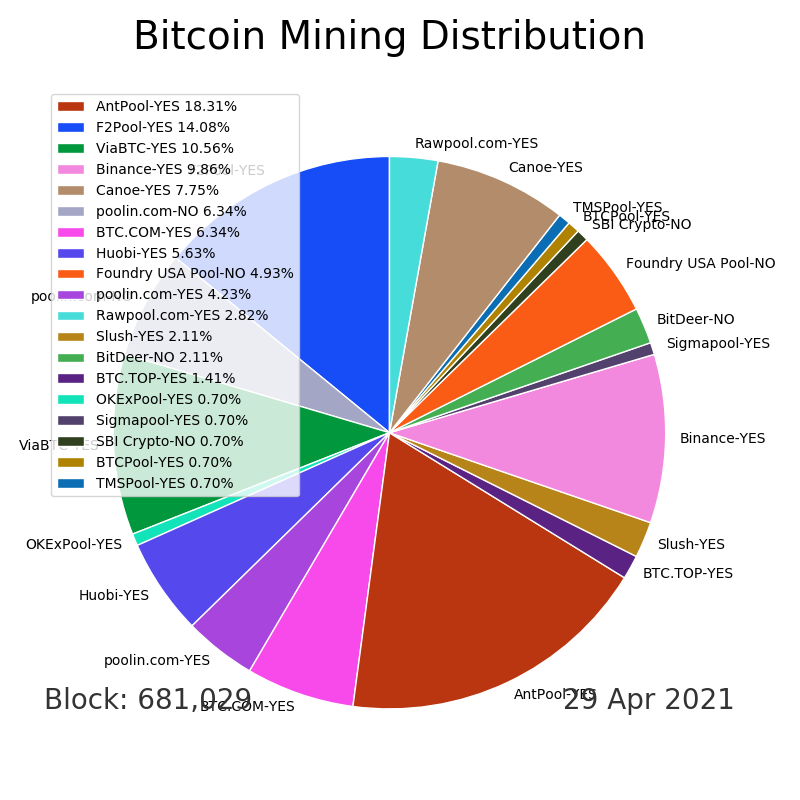 Bitcoin Mining Distribution
AntPool-YES 18.31%
F2Pool-YES 14.08%
ViaBTC-YES 10.56%
Binance-YES 9.86%
Canoe-YES 7.75%
poolin.com-NO 6.34%
BTC.COM-YES 6.34%
Huobi-YES 5.63%
Foundry USA Pool-NO 4.93%
poolin.com-YES 4.23%
Rawpool.com-YES 2.82%
Slush-YES 2.11%
BitDeer-NO 2.11%
BTC.TOP-YES 1.41%
OKExPool-YES 0.70%
Sigmapool-YES 0.70%
SBI Crypto-NO 0.70%
BTCPool-YES 0.70%
TMSPool-YES 0.70%
Rawpool.com-YES
Canoe-YES
TMSPool-YES
BTCPool-YES
SBI Crypto-NO
Foundry USA Pool-NO
BitDeer-NO
Sigmapool-YES
Binance-YES
Slush-YES
BTC.TOP-YES
AntPool-YES
BTC.COM-YES
poolin.com-YES
Huobi-YES
OKExPool-YES
ViaBTC-YES
Block: 681,029
29 Apr 2021